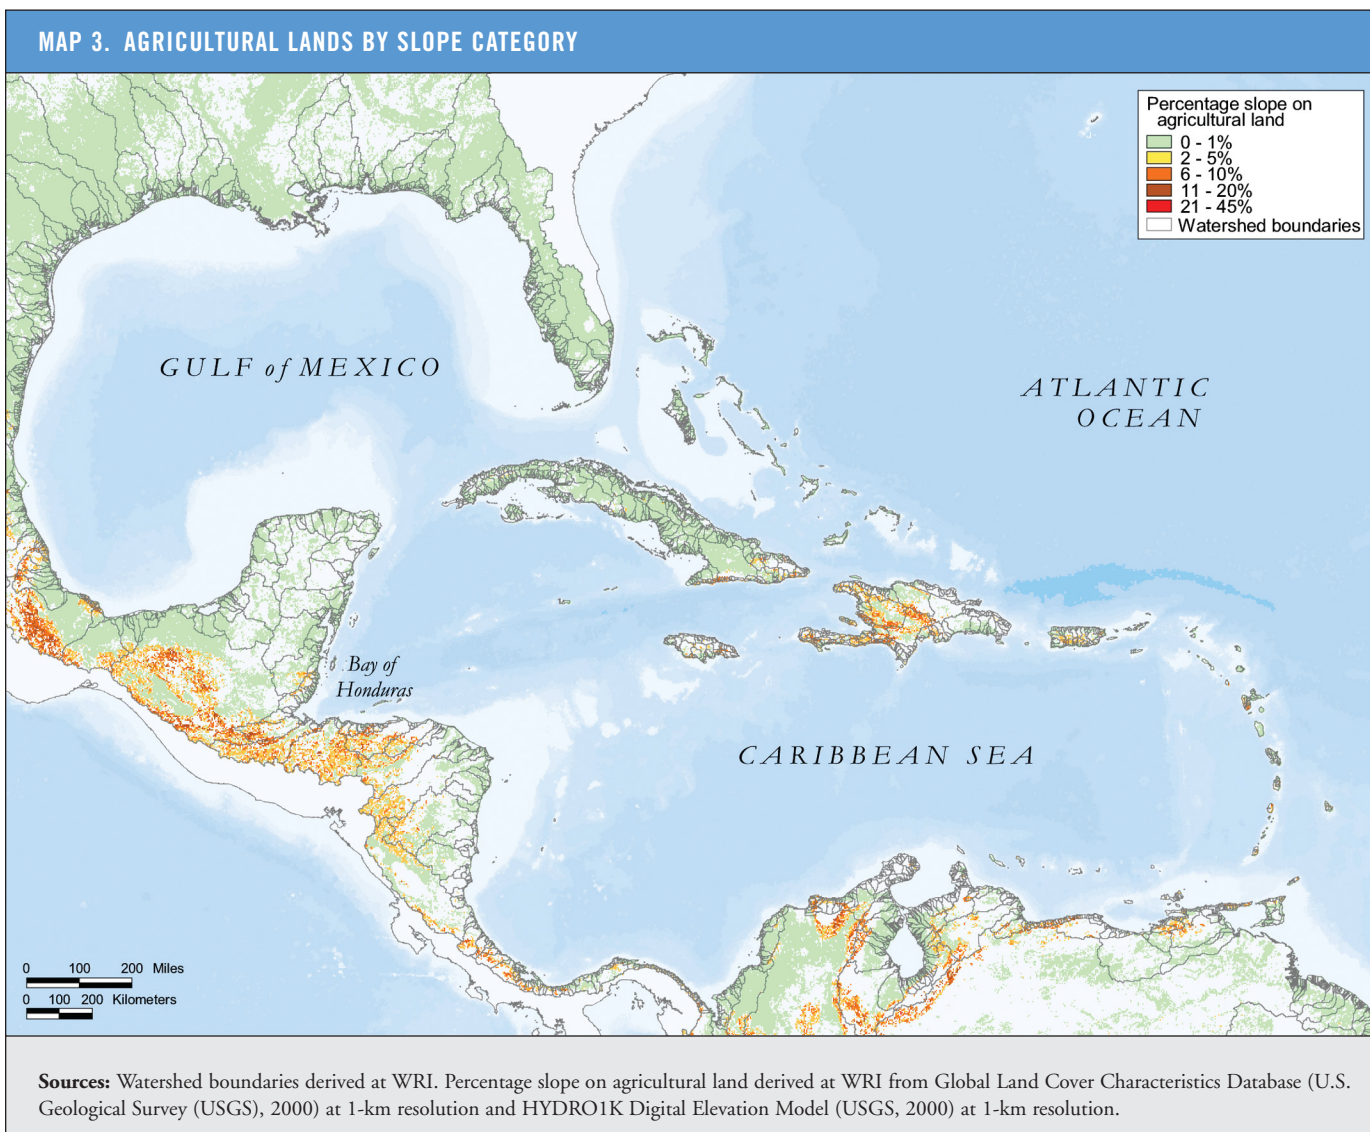 MAP 3. AGRICULTURAL LANDS BY SLOPE CATEGORY
Percentage slope on
agricultural land
0 - 1%
2 - 5%
6 - 10%
11 - 20%
21 - 45%
Watershed boundaries
GULF of MEXICO
ATLANTIC
OCEAN
Bay of
Honduras
CARIBBEAN SEA
0 100 200 Miles
0 100 200 Kilometers
Sources: Watershed boundaries derived at WRI. Percentage slope on agricultural land derived at WRI from Global Land Cover Characteristics Database (U.S.
Geological Survey (USGS), 2000) at 1-km resolution and HYDRO1K Digital Elevation Model (USGS, 2000) at 1-km resolution.